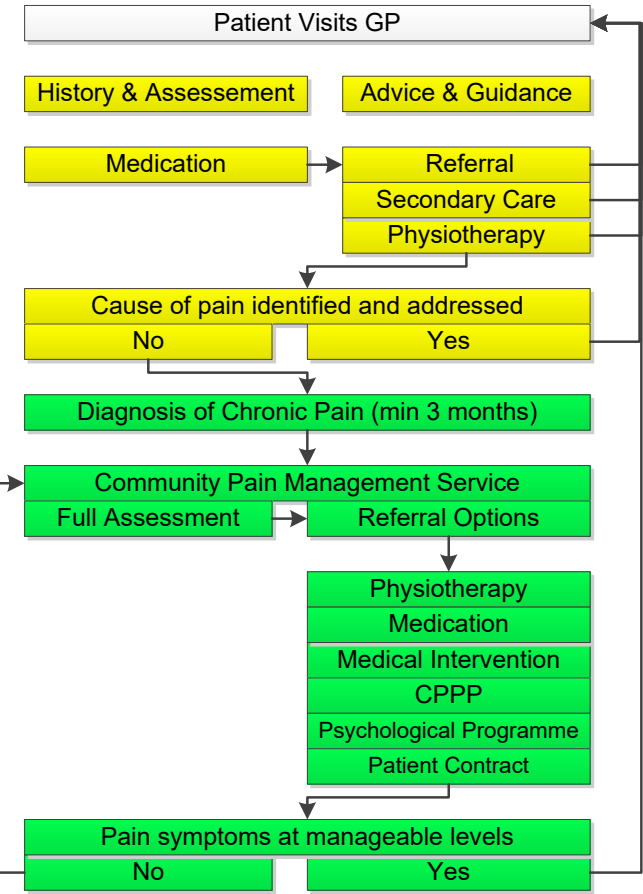 Patient Visits GP
History & Assessement
Advice & Guidance
Medication
Referral
Secondary Care
Physiotherapy
Cause of pain identified and addressed
No
Yes
Diagnosis of Chronic Pain (min 3 months)
Community Pain Management Service
Full Assessment
Referral Options
Physiotherapy
Medication
Medical Intervention
CPPP
Psychological Programme
Patient Contract
Pain symptoms at manageable levels
No
Yes